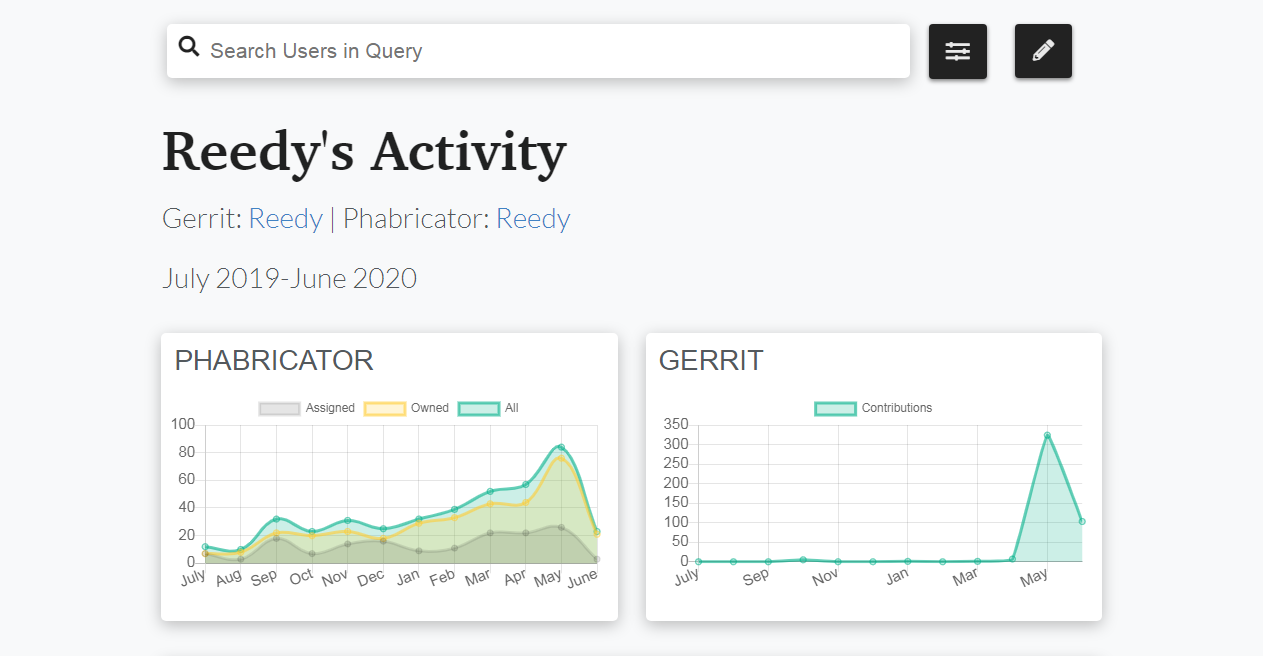 Search Users in Query
Reedy's Activity
Gerrit: Reedy | Phabricator: Reedy
July 2019-June 2020
PHABRICATOR
Assigned Owned All
100
80
60
40
20
0
July Aug Sep Oct Nov Dec Jan Feb Mar Apr May June
GERRIT
Contributions
350
300
250
200
150
100
50
0
July Sep Nov Jan Mar May